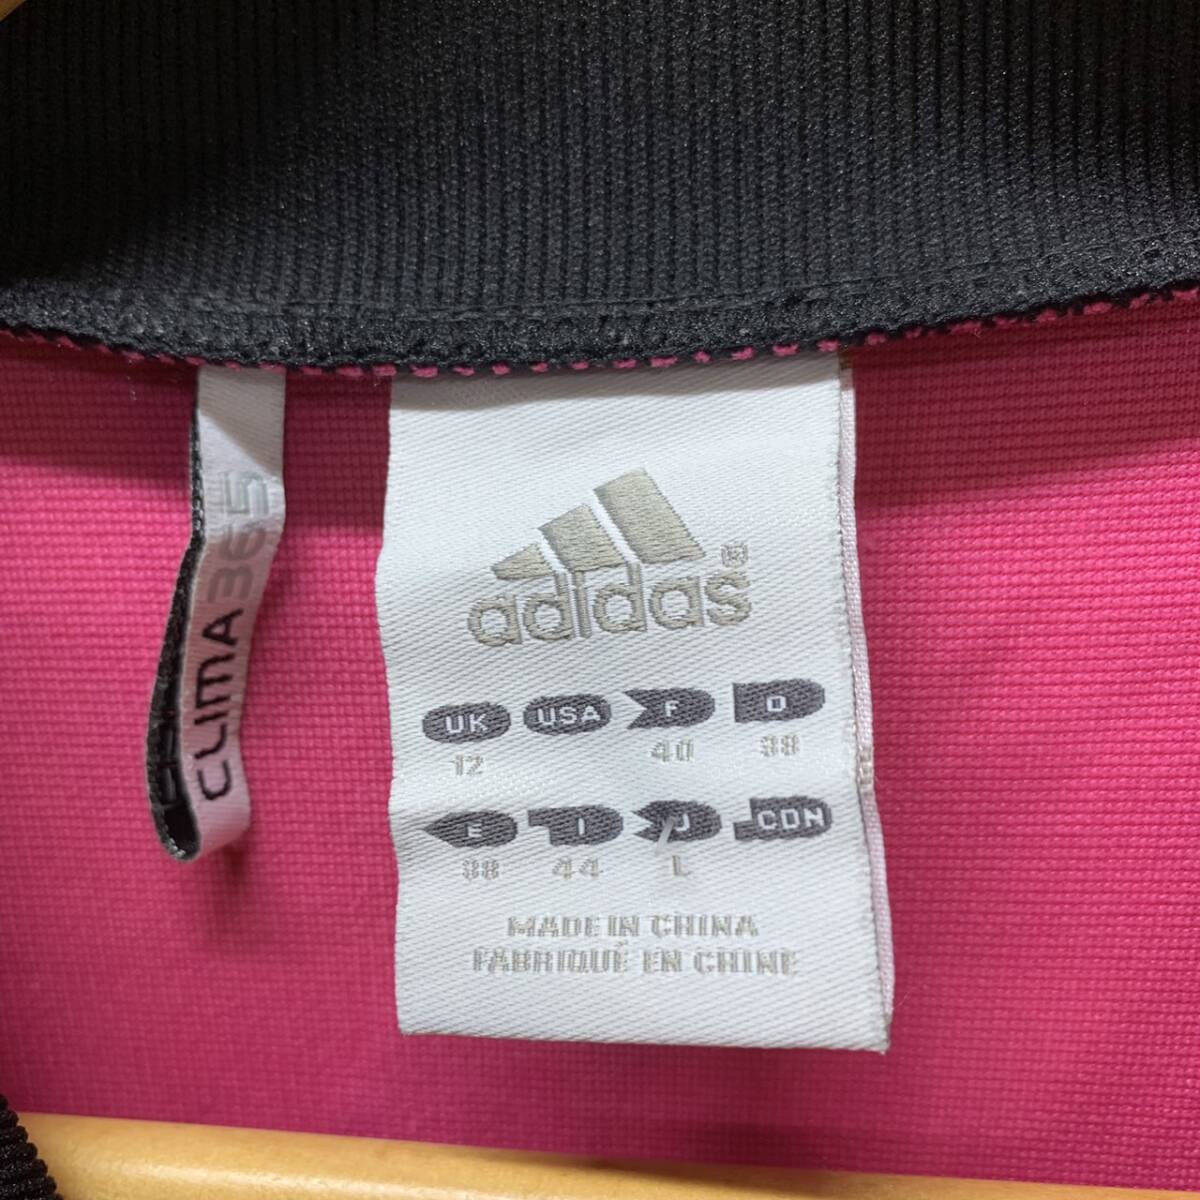 CLIMA365
adidas®
UK USA F D
12 40 38
E I J CDN
38 44 L
MADE IN CHINA
FABRIQUÉ EN CHINE